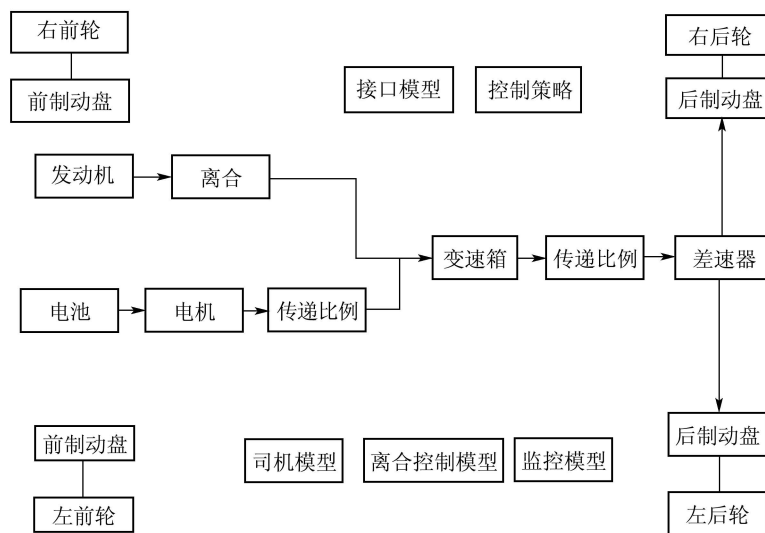 右前轮
右后轮
前制动盘
接口模型
控制策略
后制动盘
发动机
离合
变速箱
传递比例
差速器
电池
电机
传递比例
前制动盘
司机模型
离合控制模型
监控模型
后制动盘
左前轮
左后轮